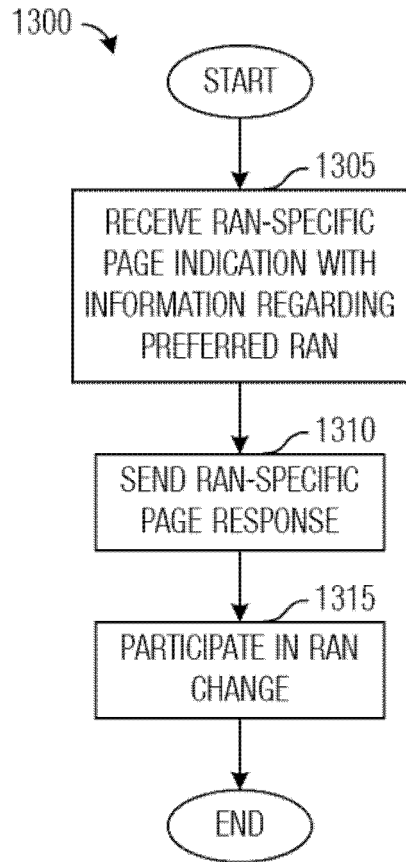 1300
START
1305
RECEIVE RAN-SPECIFIC
PAGE INDICATION WITH
INFORMATION REGARDING
PREFERRED RAN
1310
SEND RAN-SPECIFIC
PAGE RESPONSE
1315
PARTICIPATE IN RAN
CHANGE
END